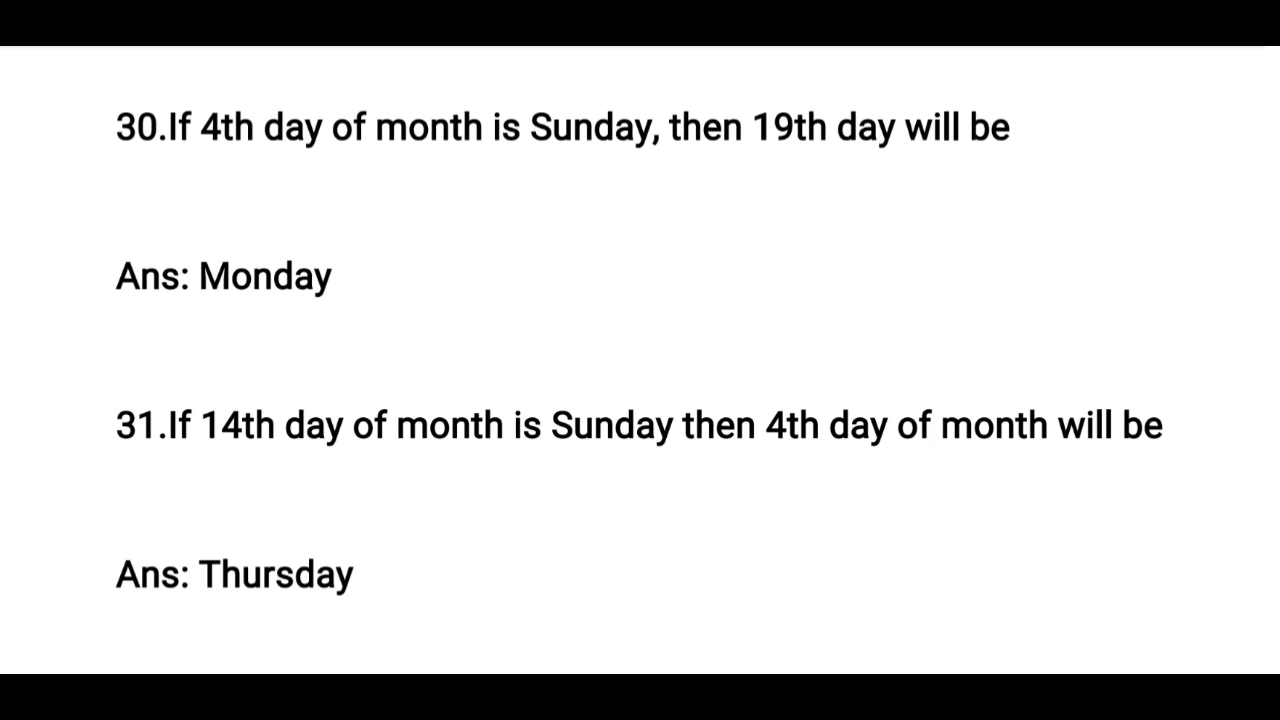 30.If 4th day of month is Sunday, then 19th day will be
Ans: Monday
31.If 14th day of month is Sunday then 4th day of month will be
Ans: Thursday